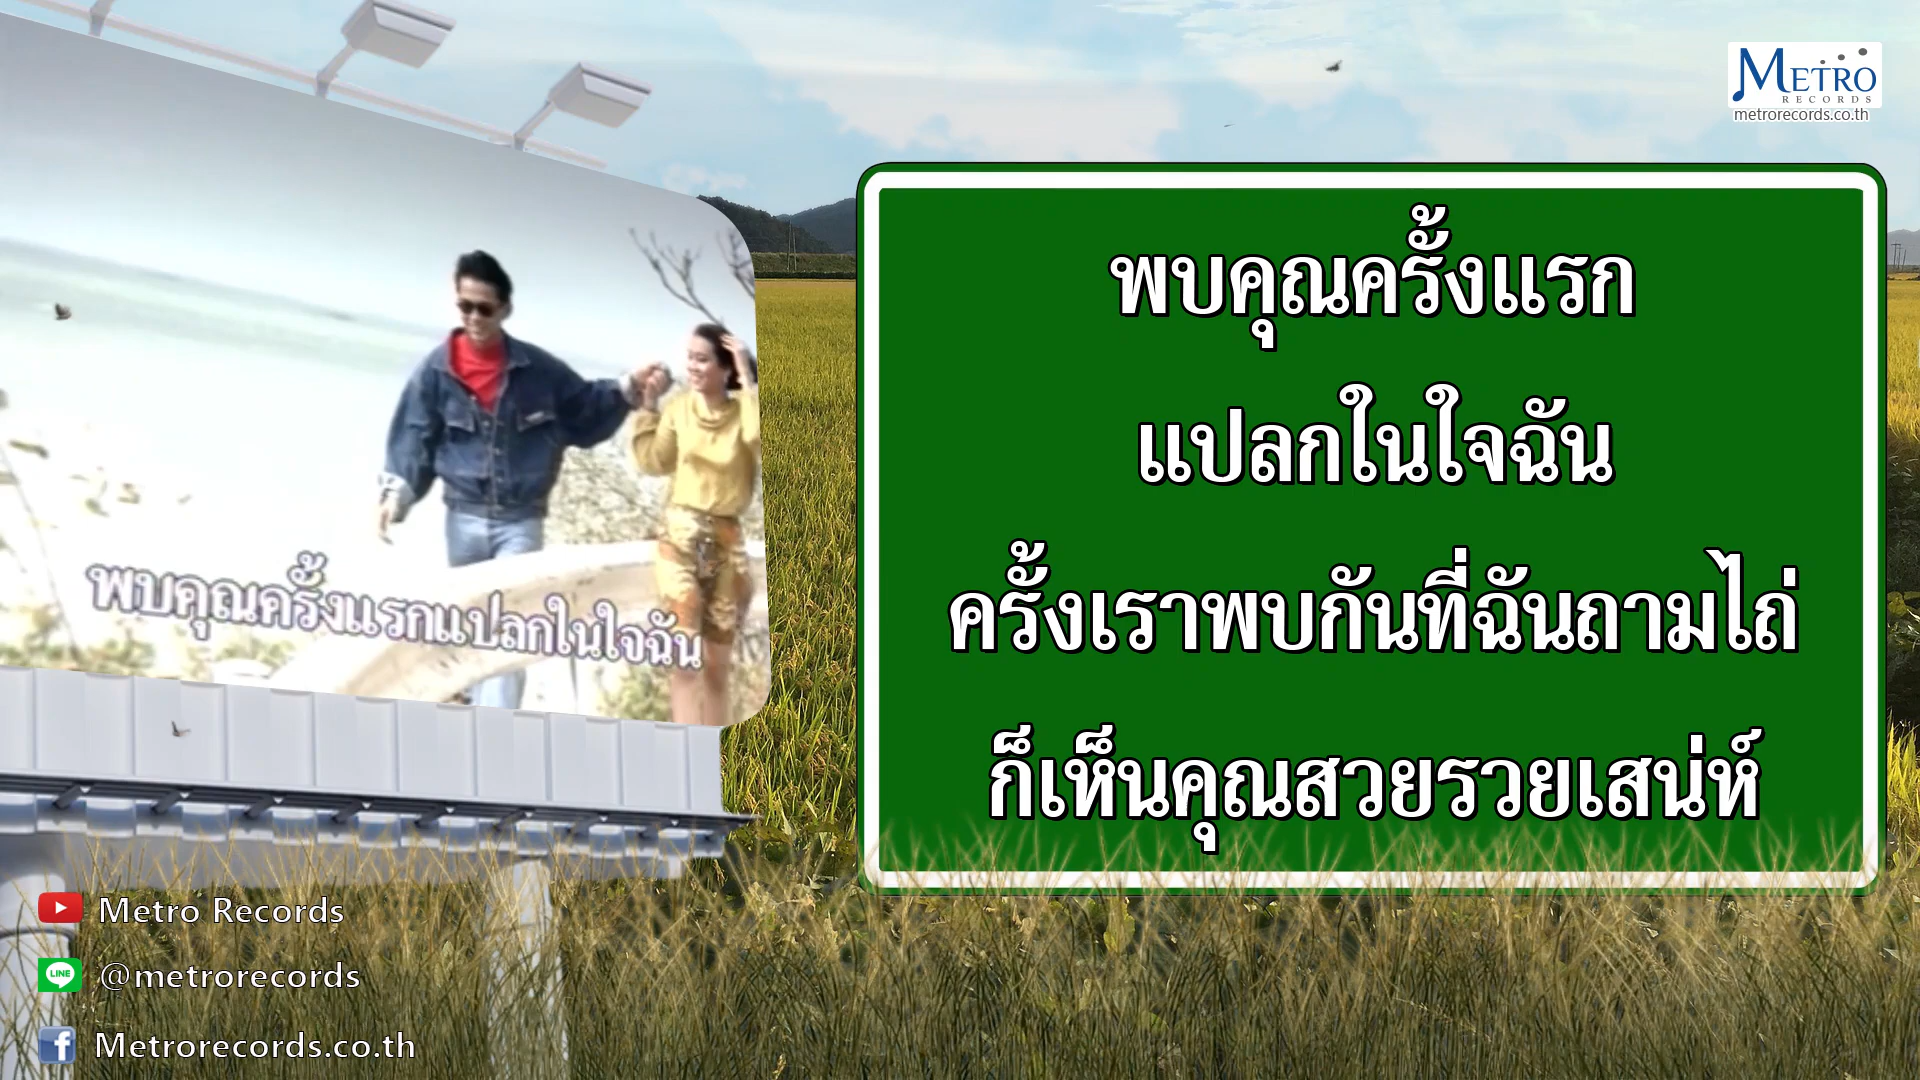 METRO
RECORDS
metrorecords.co.th
พบคุณครั้งแรก
แปลกในใจฉัน
ครั้งเราพบกันที่ฉันถามไถ่
ก็เห็นคุณสวยรวยเสน่ห์
พบคุณครั้งแรกแปลกในใจฉัน
Metro Records
LINE
@metrorecords
Metrorecords.co.th